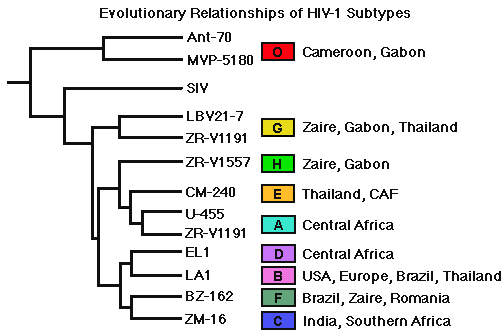 Evolutionary Relationships of HIV-1 Subtypes
Ant-70
MVP-5180
O Cameroon, Gabon
SIV
LBV21-7
G Zaire, Gabon, Thailand
ZR-V1191
ZR-V1557 H Zaire, Gabon
CM-240 E Thailand, CAF
U-455
A Central Africa
ZR-V1191
EL1 D Central Africa
LA1 B USA, Europe, Brazil, Thailand
BZ-162 F Brazil, Zaire, Romania
ZM-16 C India, Southern Africa